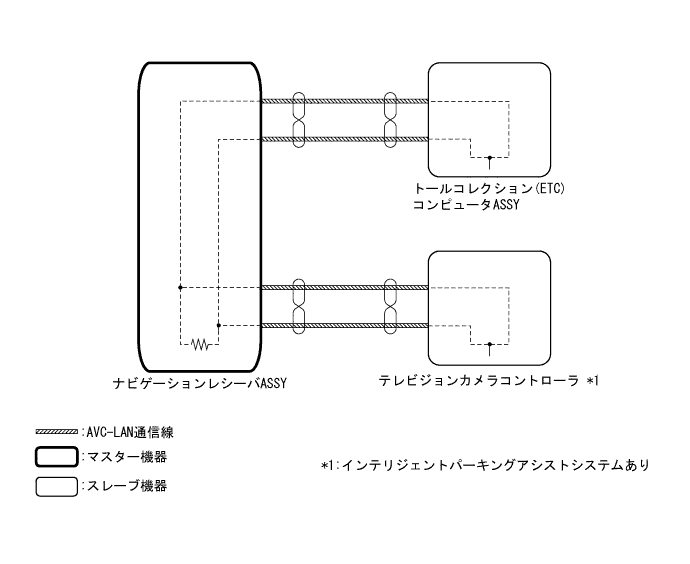 トールコレクション(ETC)
コンピュータASSY
ナビゲーションレシーバASSY
テレビジョンカメラコントローラ *1
:AVC-LAN通信線
:マスター機器
:スレーブ機器
*1:インテリジェントパーキングアシストシステムあり